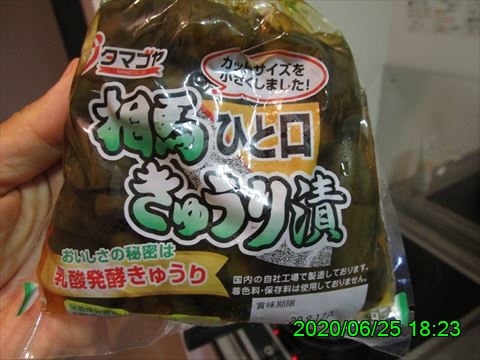 タマゴヤ
カットサイズを
小さくしました!
相馬ひと口
きゅうり漬
おいしさの秘密は
乳酸発酵きゅうり
国内の自社工場で製造しております。
着色料・保存料は使用しておりません。
賞味期限
2020/06/25 18:23